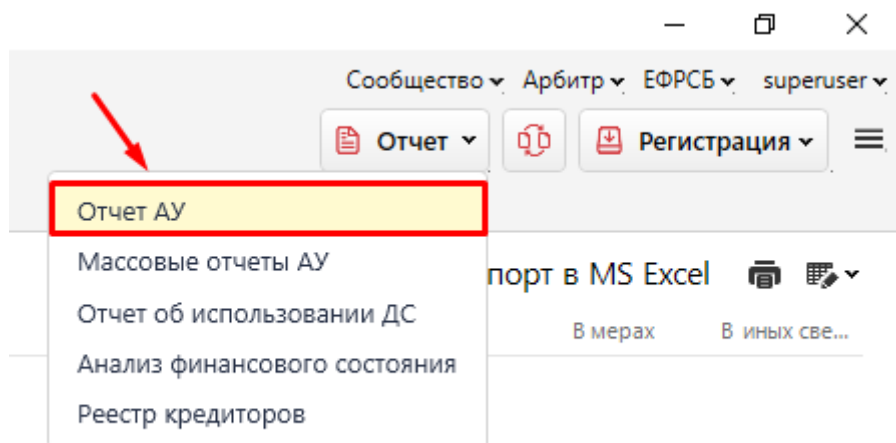 Сообщество Арбитр ЕФРСБ superuser
Отчет Регистрация
Отчет АУ
Массовые отчеты АУ
порт в MS Excel
Отчет об использовании ДС
В мерах В иных све...
Анализ финансового состояния
Реестр кредиторов